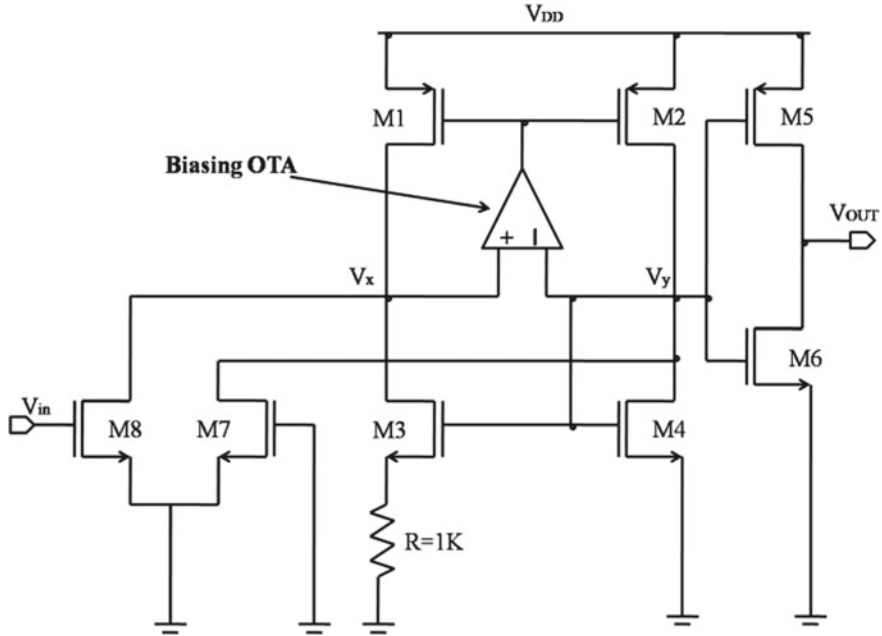 VDD
M1
M2
M5
Biasing OTA
VOUT
+ −
Vx
Vy
M6
Vin
M8
M7
M3
M4
R=1K